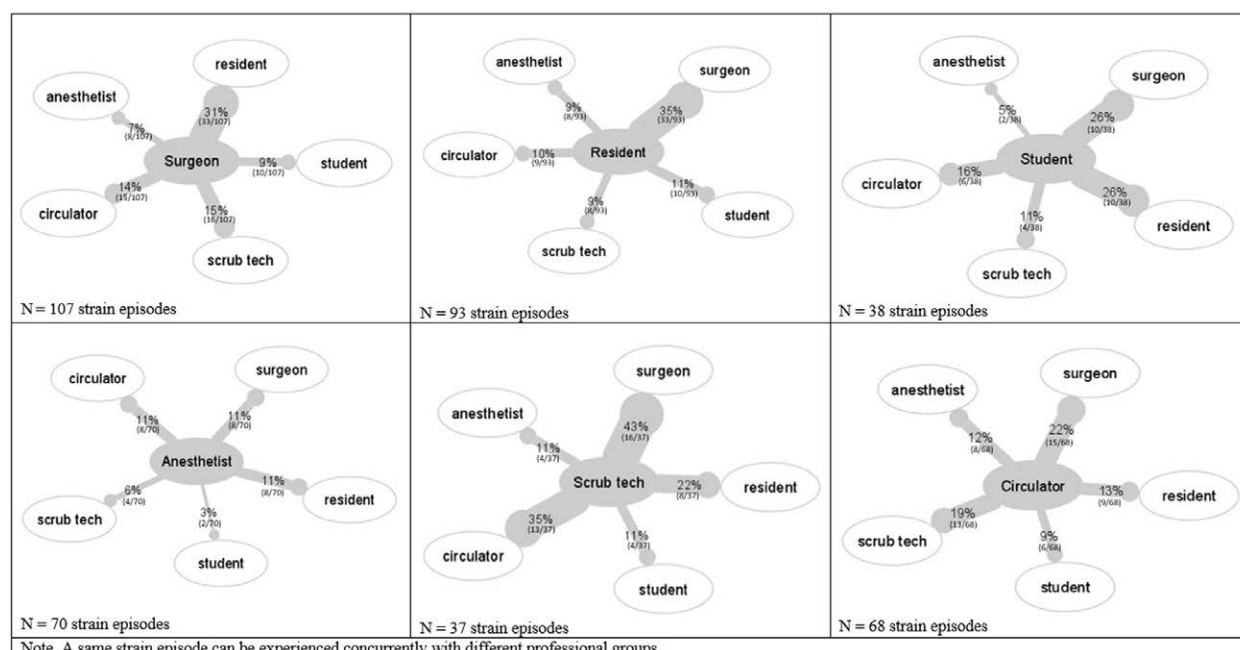 resident
anesthetist
31%
(33/107)
7%
(8/107)
Surgeon
9%
(10/107)
student
14%
(15/107)
circulator
15%
(16/107)
scrub tech
N = 107 strain episodes
anesthetist
surgeon
9%
(8/93)
35%
(33/93)
circulator
10%
(9/93)
Resident
11%
(10/93)
9%
(8/93)
student
scrub tech
N = 93 strain episodes
anesthetist
surgeon
5%
(2/38)
26%
(10/38)
Student
circulator
16%
(6/38)
26%
(10/38)
11%
(4/38)
resident
scrub tech
N = 38 strain episodes
circulator
surgeon
11%
(8/70)
11%
(8/70)
Anesthetist
11%
(8/70)
6%
(4/70)
resident
scrub tech
3%
(2/70)
student
N = 70 strain episodes
surgeon
anesthetist
43%
(16/37)
11%
(4/37)
Scrub tech
22%
(8/37)
resident
35%
(13/37)
circulator
11%
(4/37)
student
N = 37 strain episodes
surgeon
anesthetist
12%
(8/68)
22%
(15/68)
Circulator
13%
(9/68)
resident
19%
(13/68)
scrub tech
9%
(6/68)
student
N = 68 strain episodes
Note. A same strain episode can be experienced concurrently with different professional groups